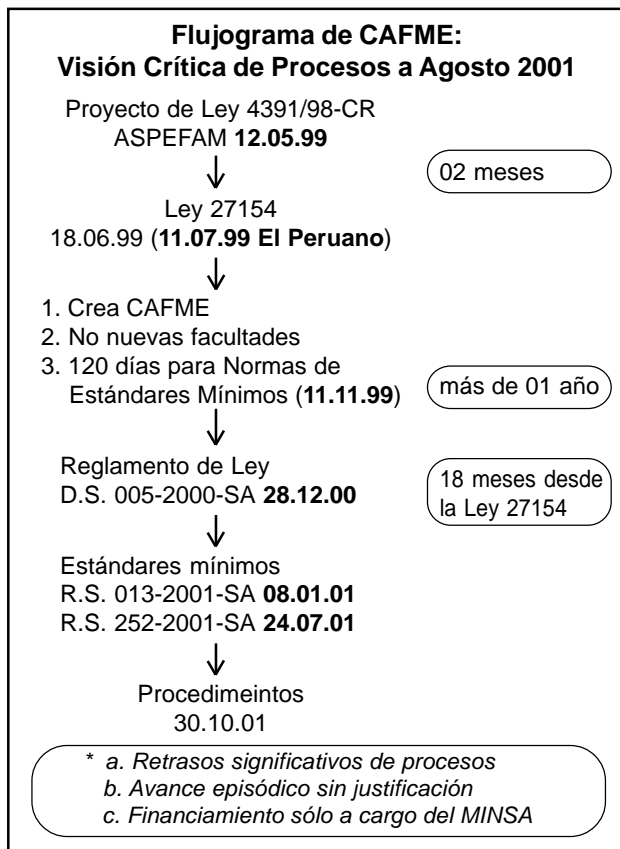 Flujograma de CAFME:
Visión Crítica de Procesos a Agosto 2001
Proyecto de Ley 4391/98-CR
ASPEFAM 12.05.99
02 meses
Ley 27154
18.06.99 (11.07.99 El Peruano)
1. Crea CAFME
2. No nuevas facultades
3. 120 días para Normas de
Estándares Mínimos (11.11.99)
más de 01 año
Reglamento de Ley
D.S. 005-2000-SA 28.12.00
18 meses desde
la Ley 27154
Estándares mínimos
R.S. 013-2001-SA 08.01.01
R.S. 252-2001-SA 24.07.01
Procedimeintos
30.10.01
* a. Retrasos significativos de procesos
b. Avance episódico sin justificación
c. Financiamiento sólo a cargo del MINSA